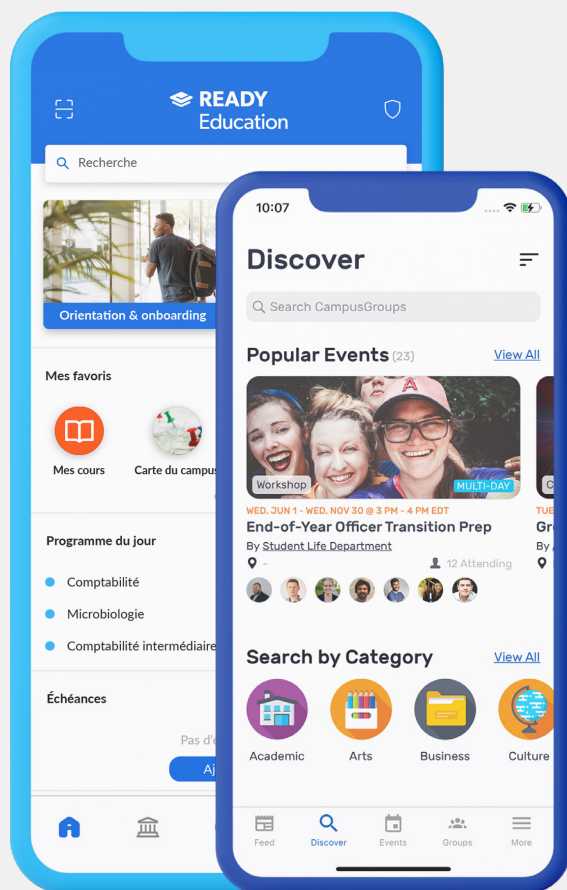 READY
Education
Recherche
Orientation & onboarding
Mes favoris
Mes cours
Carte du campus
Programme du jour
Comptabilité
Microbiologie
Comptabilité intermédiaire
Échéances
Pas d'
10:07
Discover
Search CampusGroups
Popular Events (23)
View All
Workshop
MULTI-DAY
WED, JUN 1 - WED, NOV 30 @ 3 PM - 4 PM EDT
End-of-Year Officer Transition Prep
By Student Life Department
-
12 Attending
TUE
Gr
By
Search by Category
View All
Academic
Arts
Business
Culture
Feed
Discover
Events
Groups
More